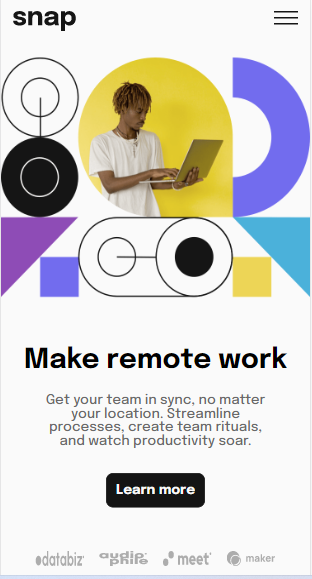 snap
Make remote work
Get your team in sync, no matter
your location. Streamline
processes, create team rituals,
and watch productivity soar.
Learn more
databiz
audiophile
meet
maker